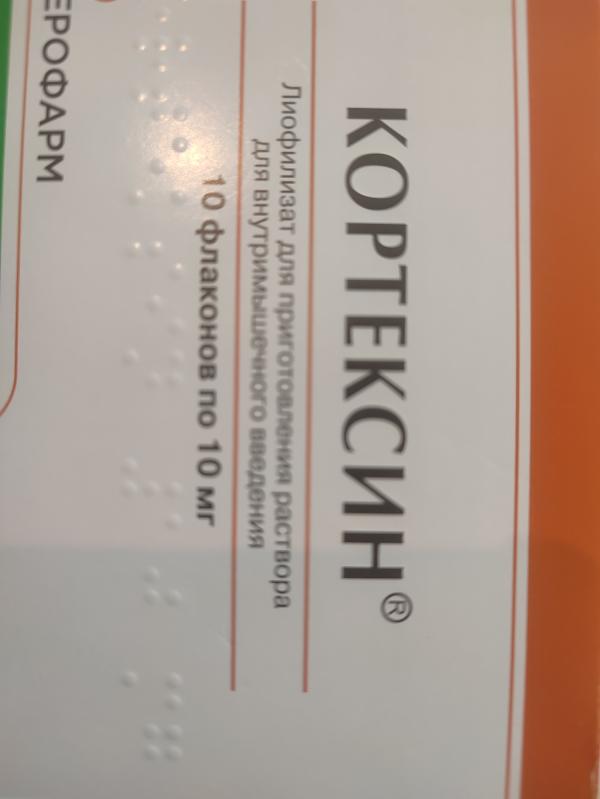 КОРТЕКСИН®
Лиофилизат для приготовления раствора
для внутримышечного введения
10 флаконов по 10 мг
ЕРОФАРМ